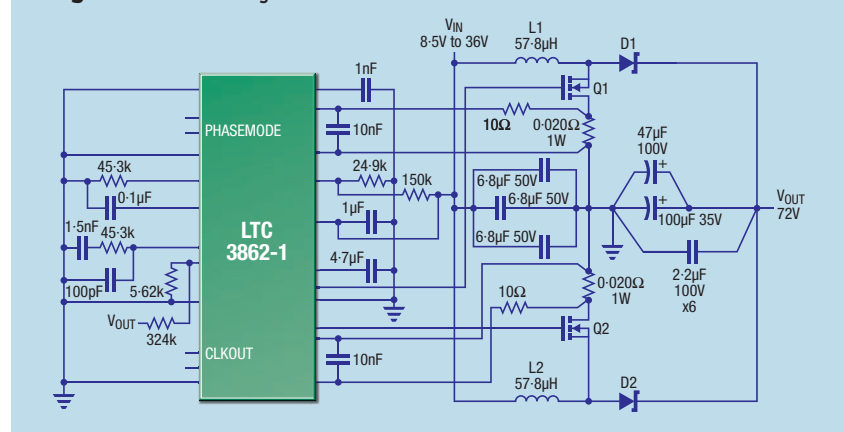 VIN
8·5V to 36V
L1
57·8µH
D1
1nF
Q1
PHASEMODE
10nF
10Ω
0·020Ω
1W
47µF
100V
45·3k
24·9k
150k
6·8µF 50V
+
0·1µF
6·8µF 50V
VOUT
72V
1·5nF
45·3k
LTC
3862-1
1µF
+
100µF 35V
6·8µF 50V
4·7µF
100pF
5·62k
10Ω
0·020Ω
1W
2·2µF
100V
x6
VOUT
324k
Q2
CLKOUT
10nF
L2
57·8µH
D2